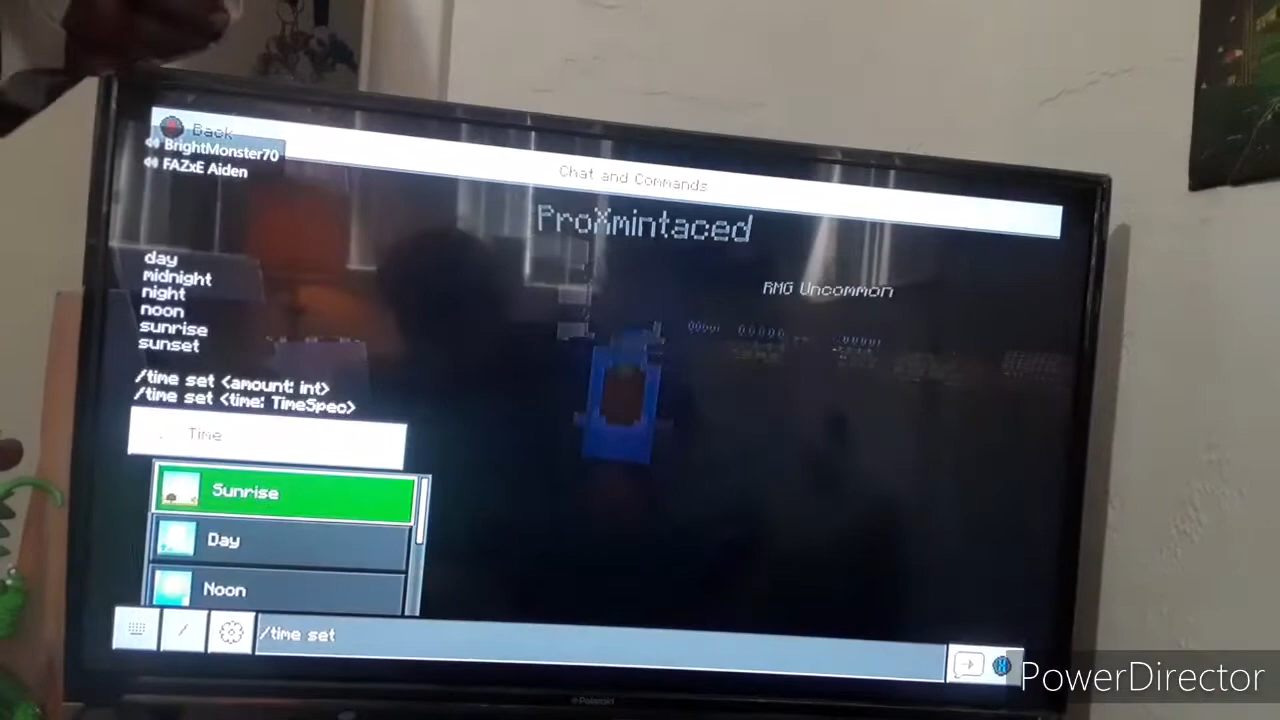 Back
BrightMonster70
FAZxE Aiden
Chat and Commands
ProXmintaced
RMG Uncommon
day
midnight
night
noon
sunrise
sunset
/time set <amount: int>
/time set <time: TimeSpec>
Time
Sunrise
Day
Noon
/time set
Polaroid
PowerDirector